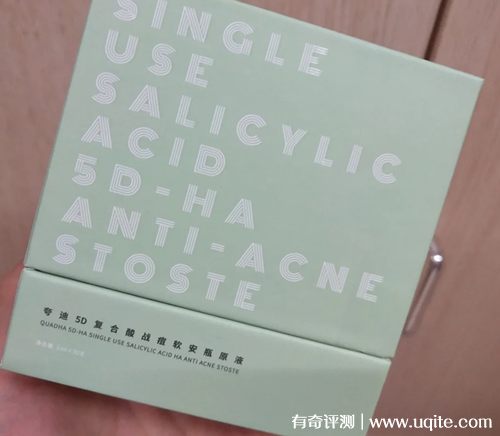 SINGLE
USE
SALICYLIC
ACID
5D-HA
ANTI-ACNE
STOSTE
夸迪 5D 复合酸战痘软安瓶原液
QUADHA 5D-HA SINGLE USE SALICYLIC ACID HA ANTI ACNE STOSTE
有奇评测 | www.uqite.com